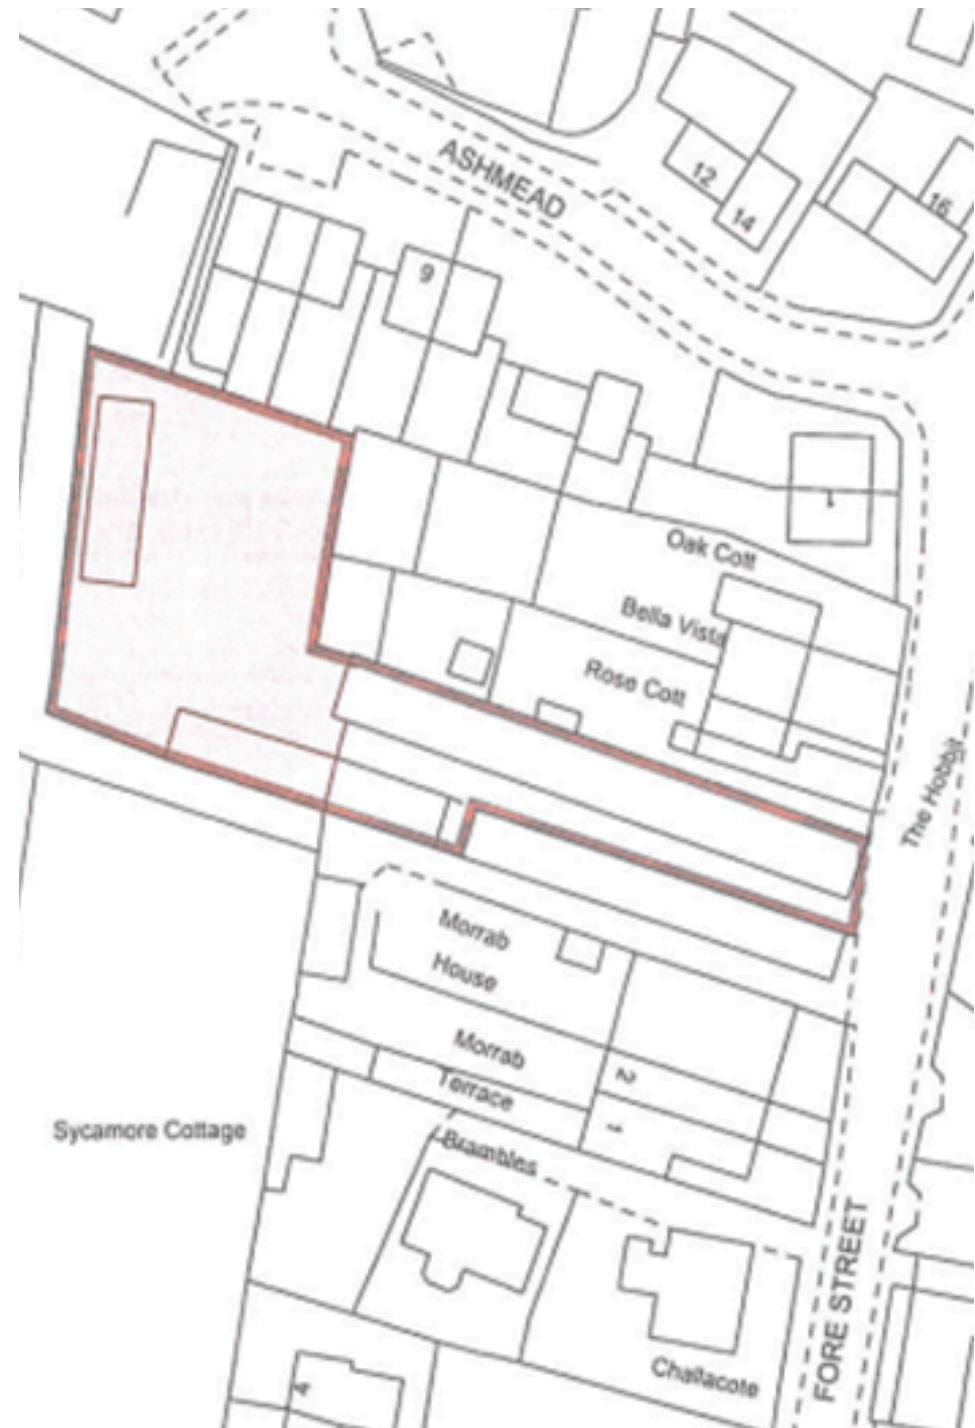 ASHMEAD
12
14
16
9
1
Oak Cott
Bella Vista
Rose Cott
The Hobbit
Morrab
House
Morrab
Terrace
2
1
Sycamore Cottage
Brambles
FORE STREET
Challacote
4